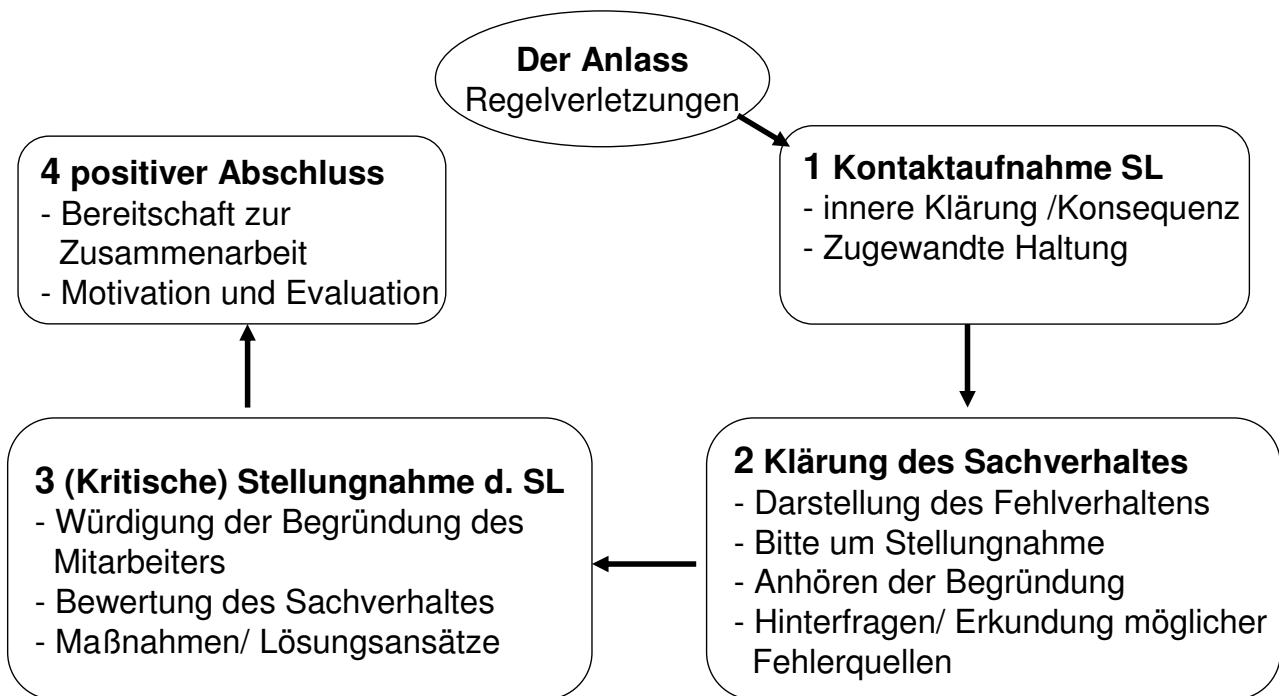 Der Anlass
Regelverletzungen
1 Kontaktaufnahme SL
- innere Klärung /Konsequenz
- Zugewandte Haltung
2 Klärung des Sachverhaltes
- Darstellung des Fehlverhaltens
- Bitte um Stellungnahme
- Anhören der Begründung
- Hinterfragen/ Erkundung möglicher
Fehlerquellen
3 (Kritische) Stellungnahme d. SL
- Würdigung der Begründung des
Mitarbeiters
- Bewertung des Sachverhaltes
- Maßnahmen/ Lösungsansätze
4 positiver Abschluss
- Bereitschaft zur
Zusammenarbeit
- Motivation und Evaluation